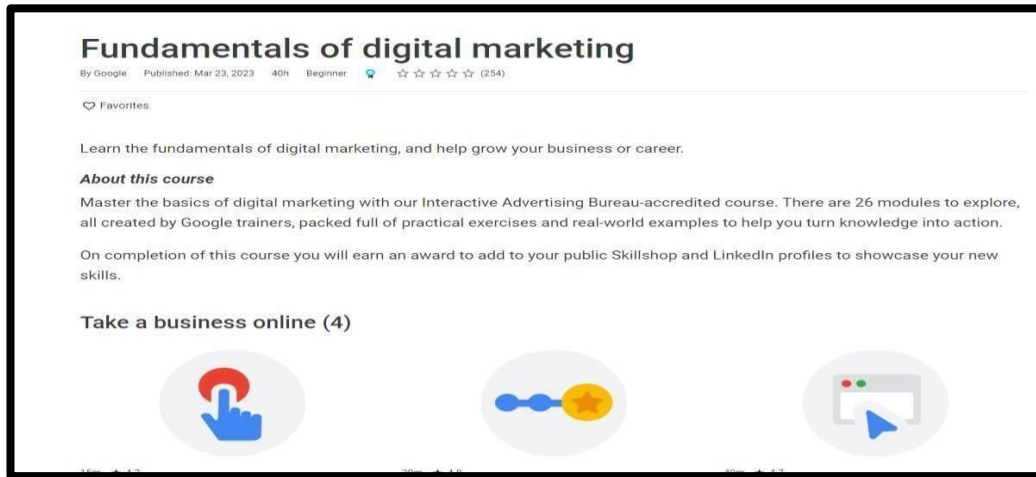 Fundamentals of digital marketing
By Google Published: Mar 23, 2023 40h Beginner (254)
Favorites
Learn the fundamentals of digital marketing, and help grow your business or career.
About this course
Master the basics of digital marketing with our Interactive Advertising Bureau-accredited course. There are 26 modules to explore,
all created by Google trainers, packed full of practical exercises and real-world examples to help you turn knowledge into action.
On completion of this course you will earn an award to add to your public Skillshop and LinkedIn profiles to showcase your new
skills.
Take a business online (4)